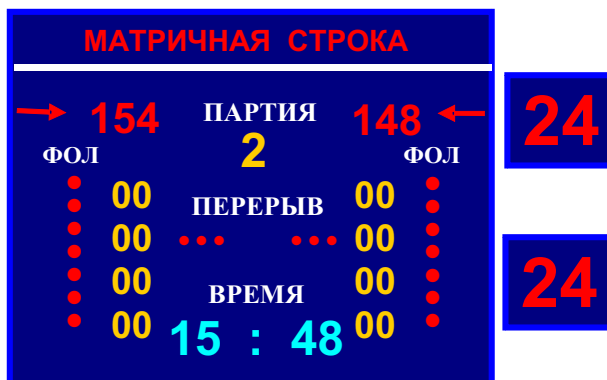 МАТРИЧНАЯ СТРОКА
154 ПАРТИЯ 148
24
ФОЛ 2 ФОЛ
00 ПЕРЕРЫВ 00
00 00
00 ВРЕМЯ 00
24
00 15 : 48 00